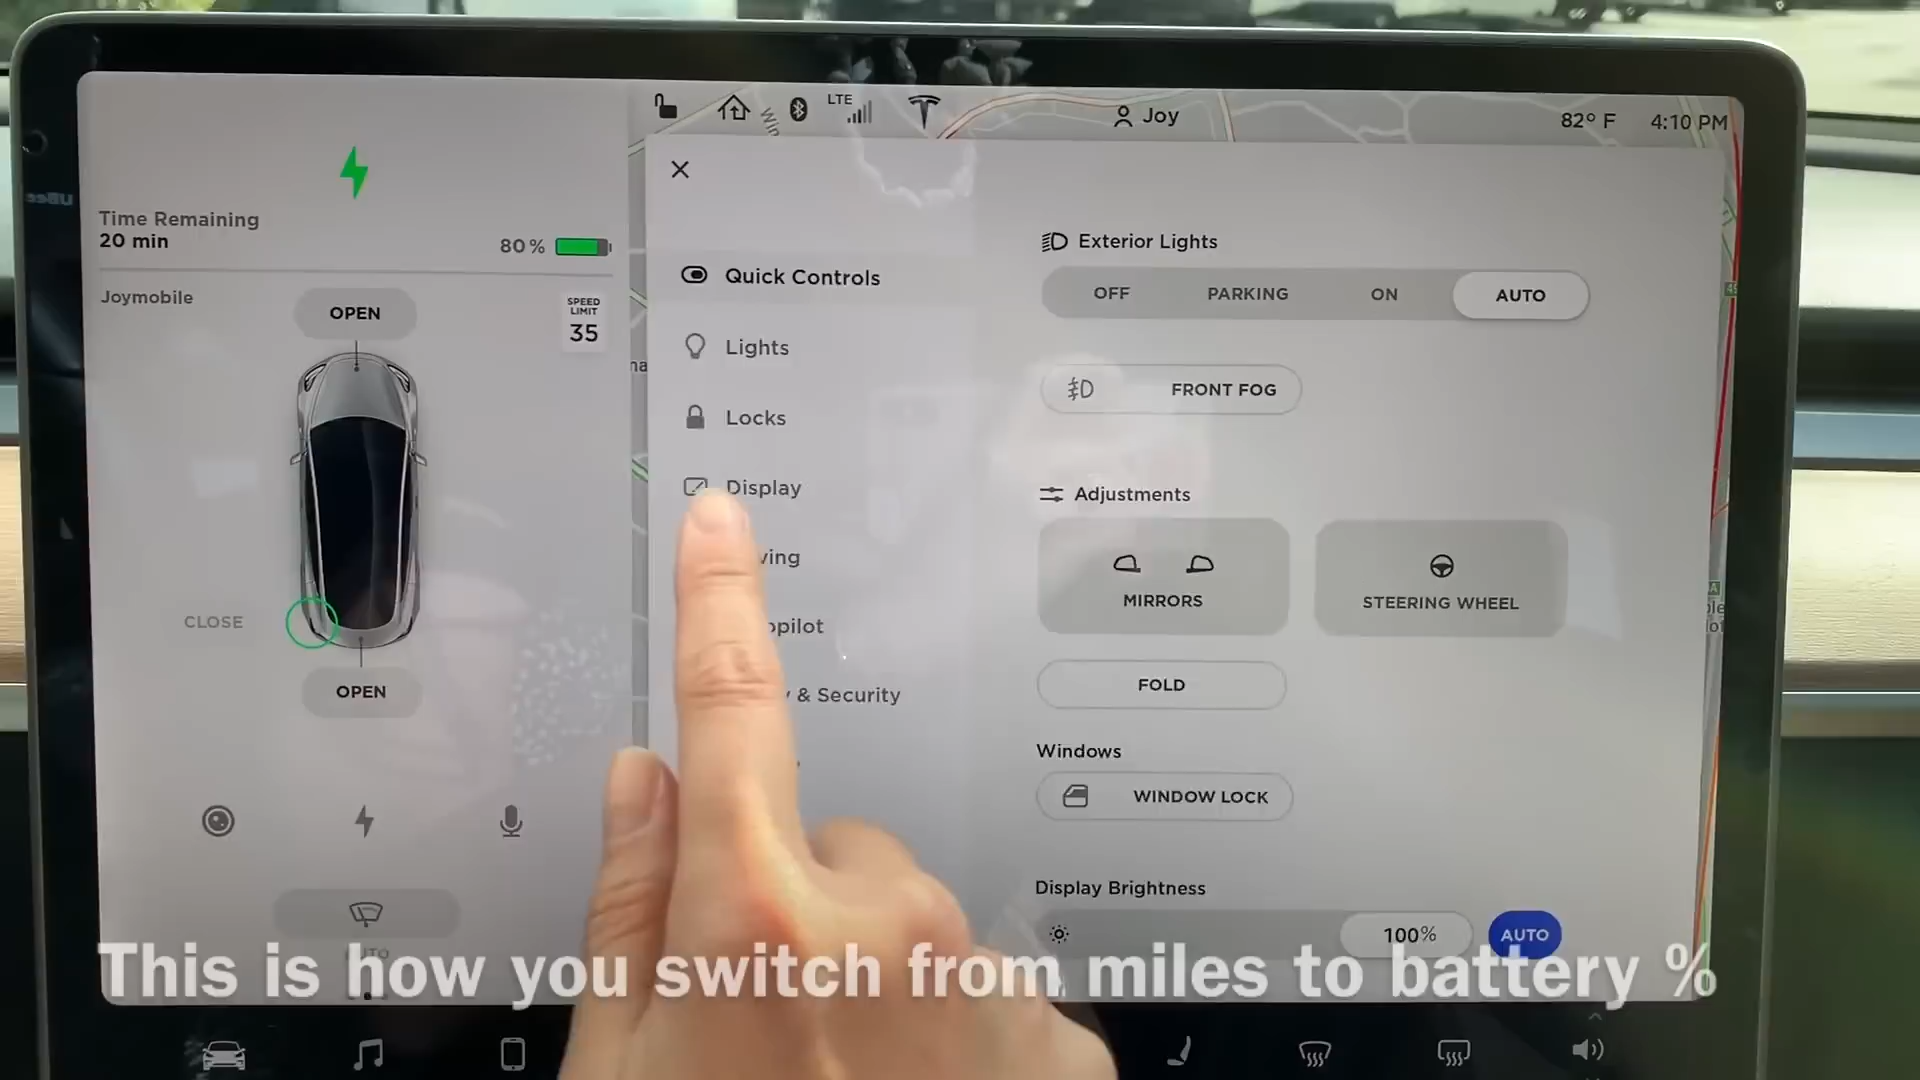 LTE
Joy
82° F
4:10 PM
Time Remaining
20 min
80 %
Joymobile
SPEED
LIMIT
35
OPEN
CLOSE
OPEN
Quick Controls
Lights
Locks
Display
& Security
Exterior Lights
OFF PARKING ON AUTO
FRONT FOG
Adjustments
MIRRORS
STEERING WHEEL
FOLD
Windows
WINDOW LOCK
Display Brightness
100%
AUTO
AUTO
This is how you switch from miles to battery %